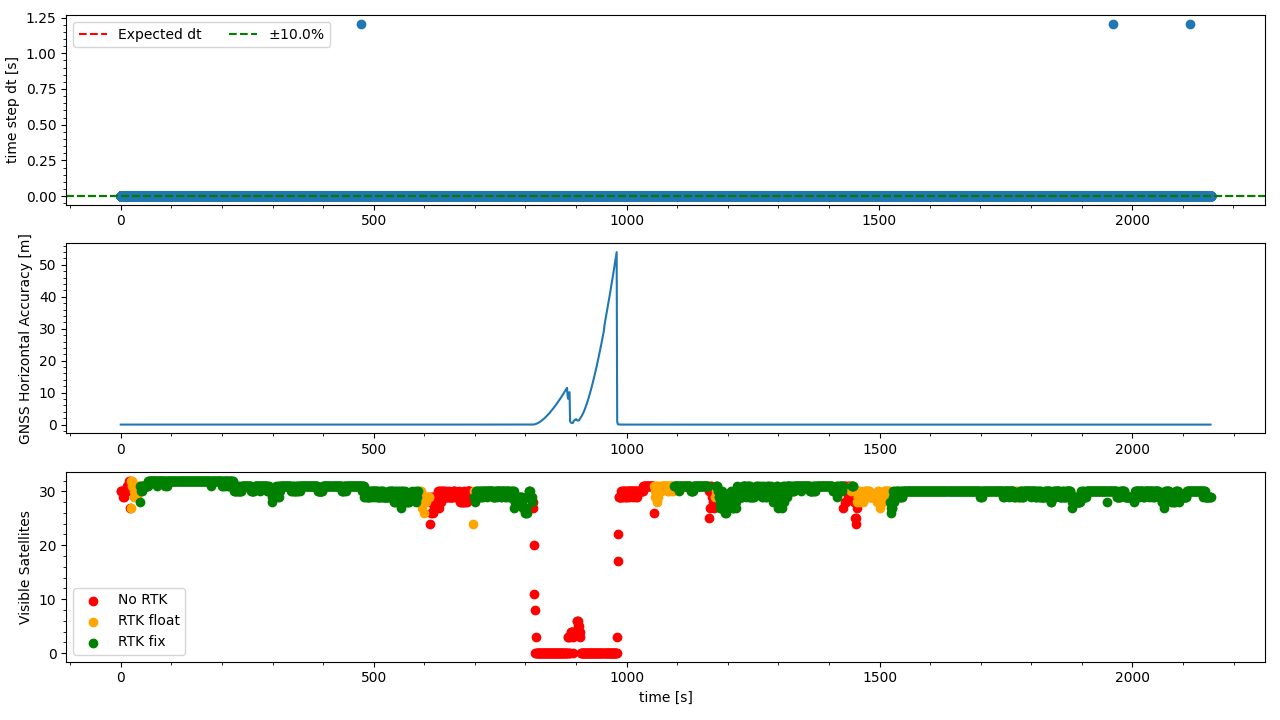 1.25
1.00
0.75
0.50
0.25
0.00
time step dt [s]
Expected dt
±10.0%
0 500 1000 1500 2000
50
40
30
20
10
0
GNSS Horizontal Accuracy [m]
0 500 1000 1500 2000
30
20
10
0
Visible Satellites
No RTK
RTK float
RTK fix
0 500 1000 1500 2000
time [s]